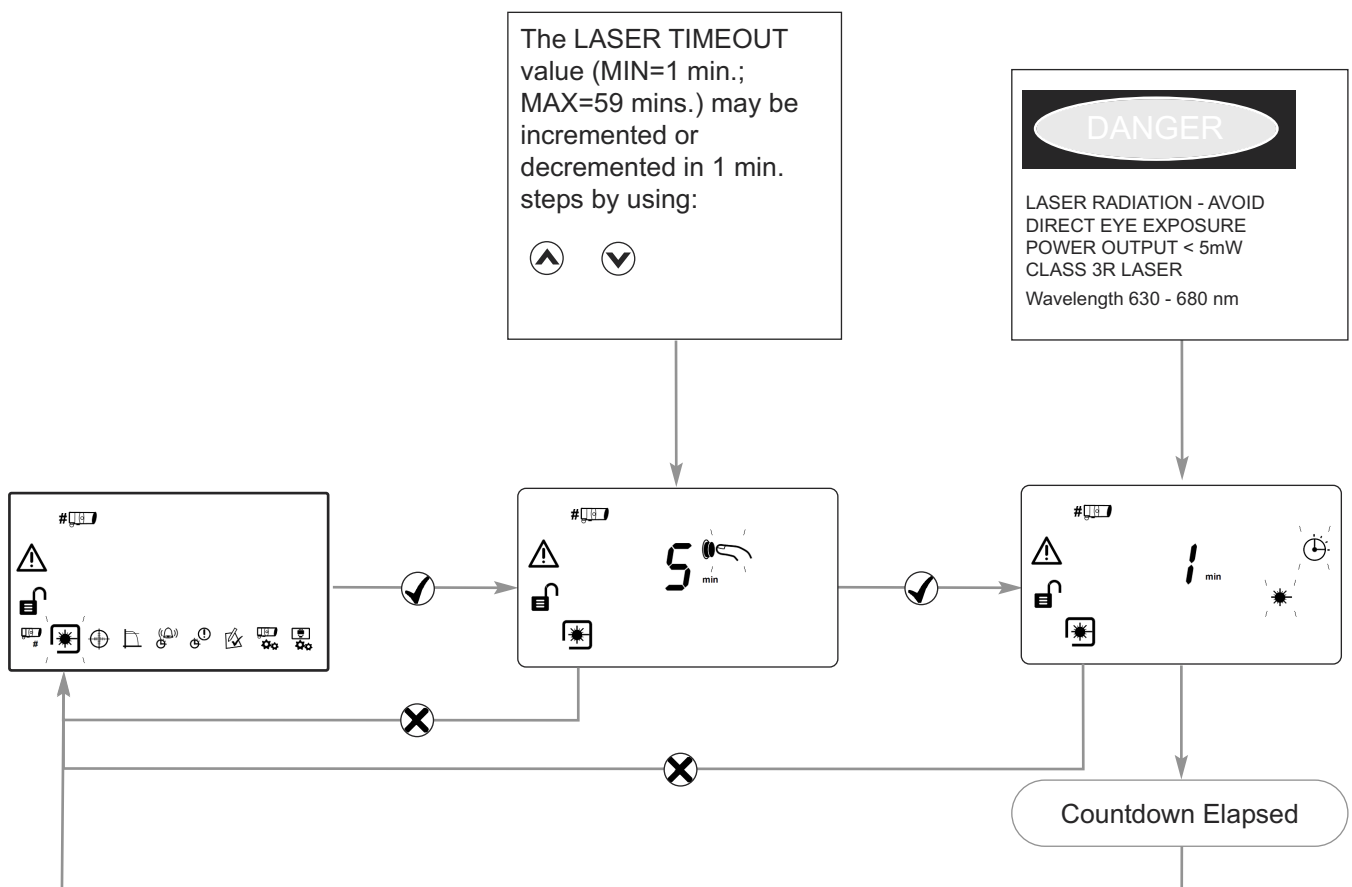 The LASER TIMEOUT
value (MIN=1 min.;
MAX=59 mins.) may be
incremented or
decremented in 1 min.
steps by using:
DANGER
LASER RADIATION - AVOID
DIRECT EYE EXPOSURE
POWER OUTPUT < 5mW
CLASS 3R LASER
Wavelength 630 - 680 nm
#
#
#
5 min
1 min
#
Countdown Elapsed